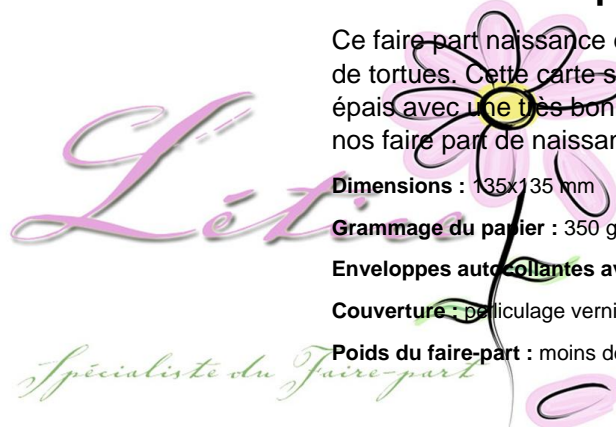 Ce faire-part naissance
de tortues. Cette carte
épais avec une très bon
nos faire part de naissan
Dimensions : 135x135 mm
Grammage du papier : 350 g
Enveloppes autocollantes av
Couverture : pelliculage verni
Poids du faire-part : moins de
Létice
Spécialiste du Faire-part